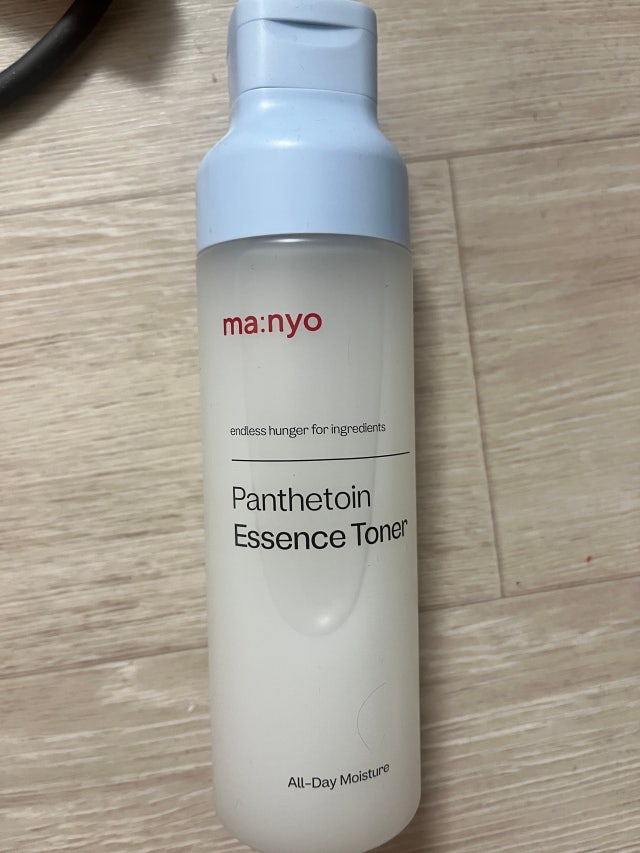 ma:nyo
endless hunger for ingredients
Panthetoin
Essence Toner
All-Day Moisture